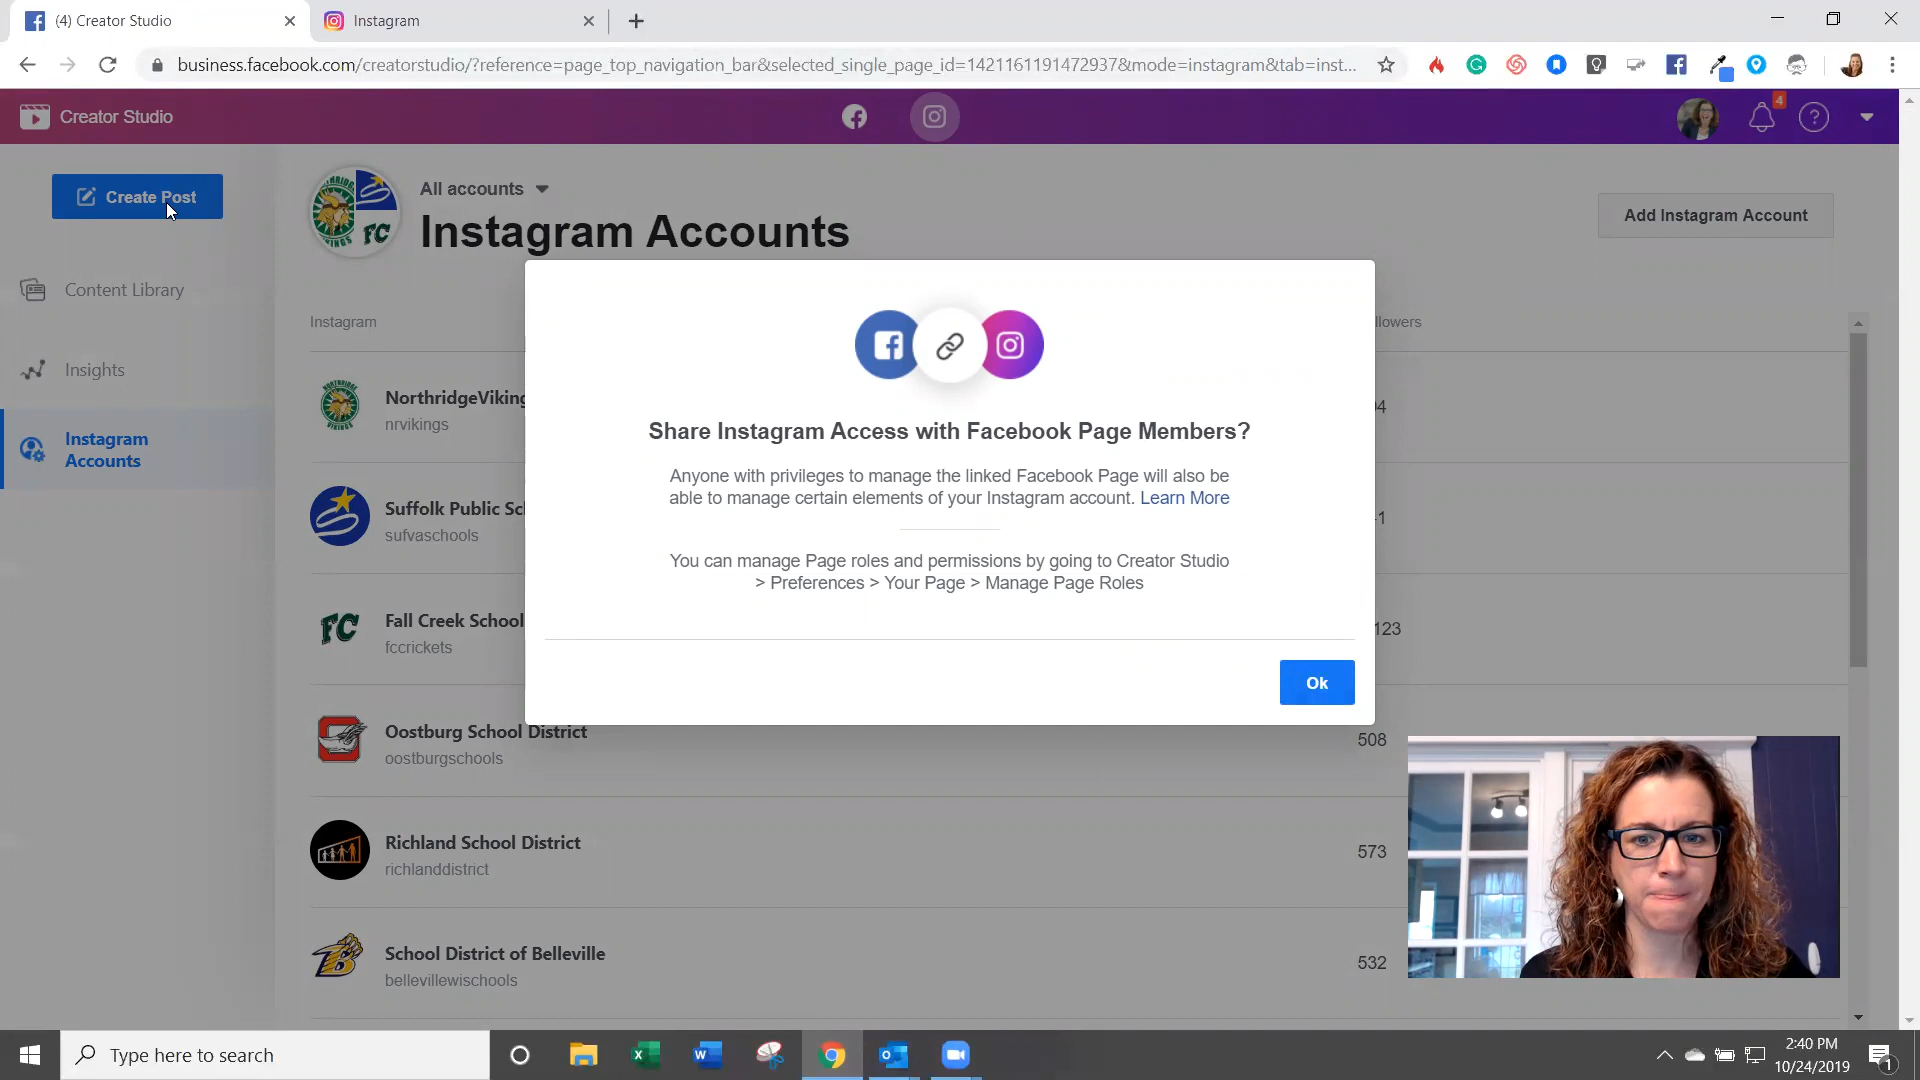 (4) Creator Studio
Instagram
business.facebook.com/creatorstudio/?reference=page_top_navigation_bar&selected_single_page_id=1421161191472937&mode=instagram&tab=inst...
Creator Studio
4
Create Post
Content Library
Insights
Instagram
Accounts
All accounts
Instagram Accounts
Add Instagram Account
Instagram
llowers
NorthridgeViking
nrvikings
Suffolk Public Sc
sufvaschools
Fall Creek School
fccrickets
123
Oostburg School District
oostburgschools
508
Richland School District
richlanddistrict
573
School District of Belleville
bellevillewischools
532
Share Instagram Access with Facebook Page Members?
Anyone with privileges to manage the linked Facebook Page will also be
able to manage certain elements of your Instagram account. Learn More
You can manage Page roles and permissions by going to Creator Studio
> Preferences > Your Page > Manage Page Roles
Ok
Type here to search
2:40 PM
10/24/2019
1